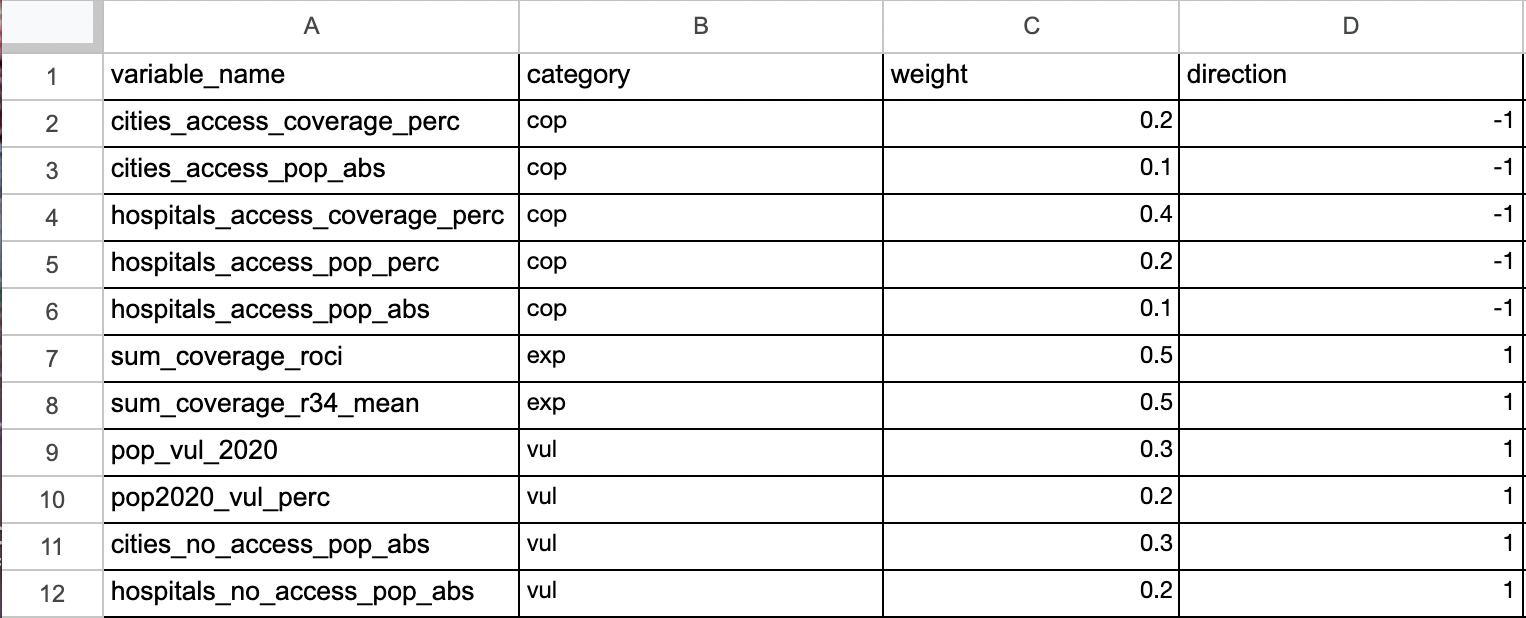 A B C D
1 variable_name category weight direction
2 cities_access_coverage_perc cop 0.2 -1
3 cities_access_pop_abs cop 0.1 -1
4 hospitals_access_coverage_perc cop 0.4 -1
5 hospitals_access_pop_perc cop 0.2 -1
6 hospitals_access_pop_abs cop 0.1 -1
7 sum_coverage_roci exp 0.5 1
8 sum_coverage_r34_mean exp 0.5 1
9 pop_vul_2020 vul 0.3 1
10 pop2020_vul_perc vul 0.2 1
11 cities_no_access_pop_abs vul 0.3 1
12 hospitals_no_access_pop_abs vul 0.2 1